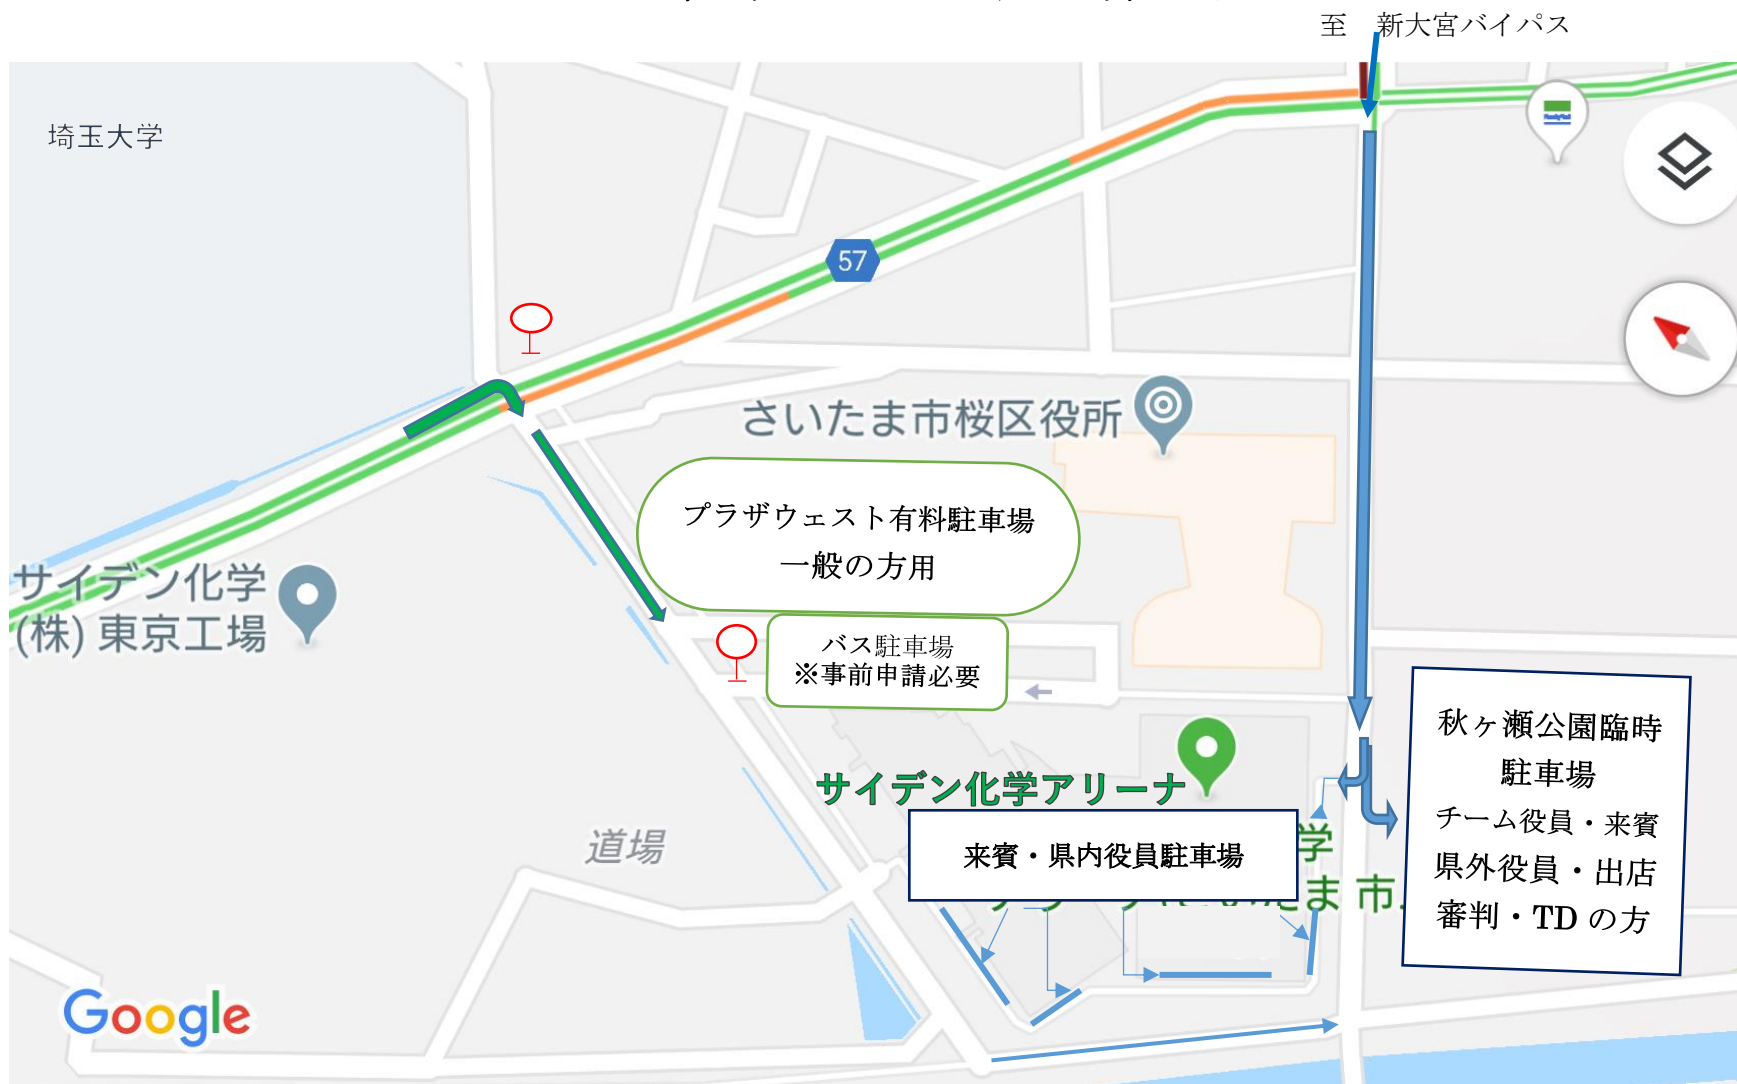 至　新大宮バイパス
埼玉大学
57
さいたま市桜区役所
プラザウェスト有料駐車場
一般の方用
サイデン化学
(株) 東京工場
バス駐車場
※事前申請必要
秋ヶ瀬公園臨時
駐車場
チーム役員・来賓
県外役員・出店
審判・TD の方
サイデン化学アリーナ
道場
来賓・県内役員駐車場
学
市
Google